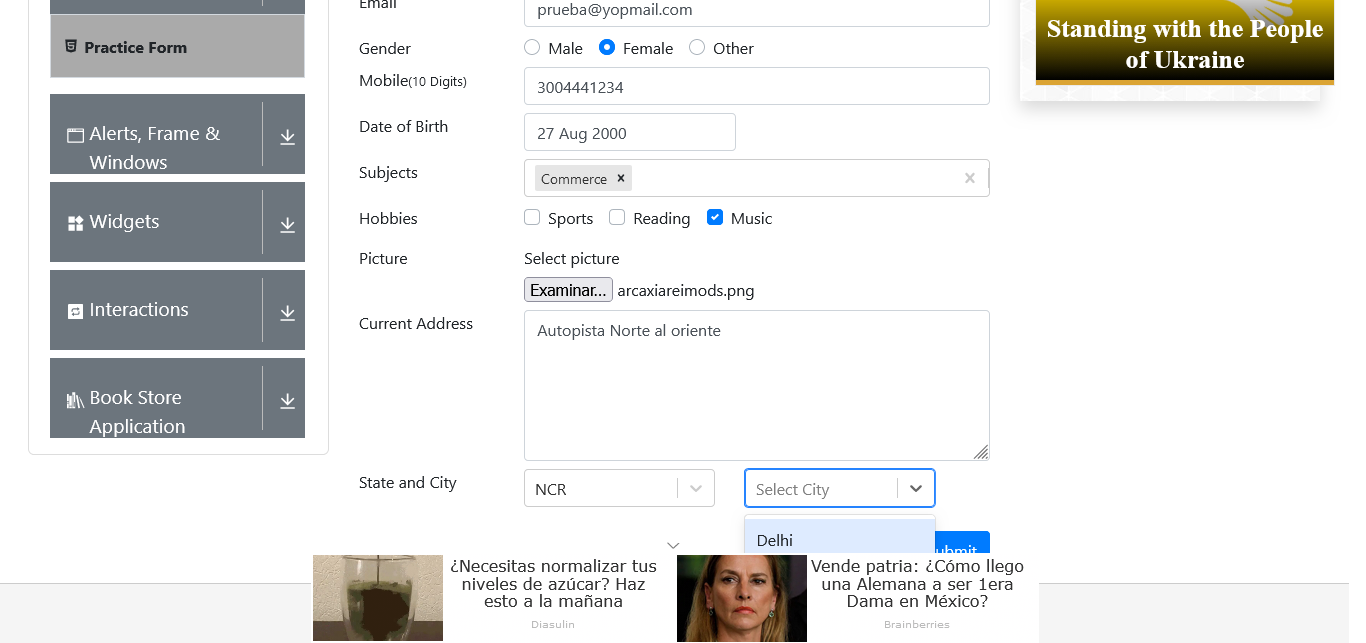 Email
prueba@yopmail.com
Practice Form
Gender
Male
Female
Other
Mobile(10 Digits)
3004441234
Date of Birth
27 Aug 2000
Subjects
Commerce
Hobbies
Sports
Reading
Music
Picture
Select picture
Examinar...
arcaxiareimods.png
Current Address
Autopista Norte al oriente
State and City
NCR
Select City
Delhi
Submit
Alerts, Frame &
Windows
Widgets
Interactions
Book Store
Application
Standing with the People
of Ukraine
¿Necesitas normalizar tus
niveles de azúcar? Haz
esto a la mañana
Diasulin
Vende patria: ¿Cómo llego
una Alemana a ser 1era
Dama en México?
Brainberries